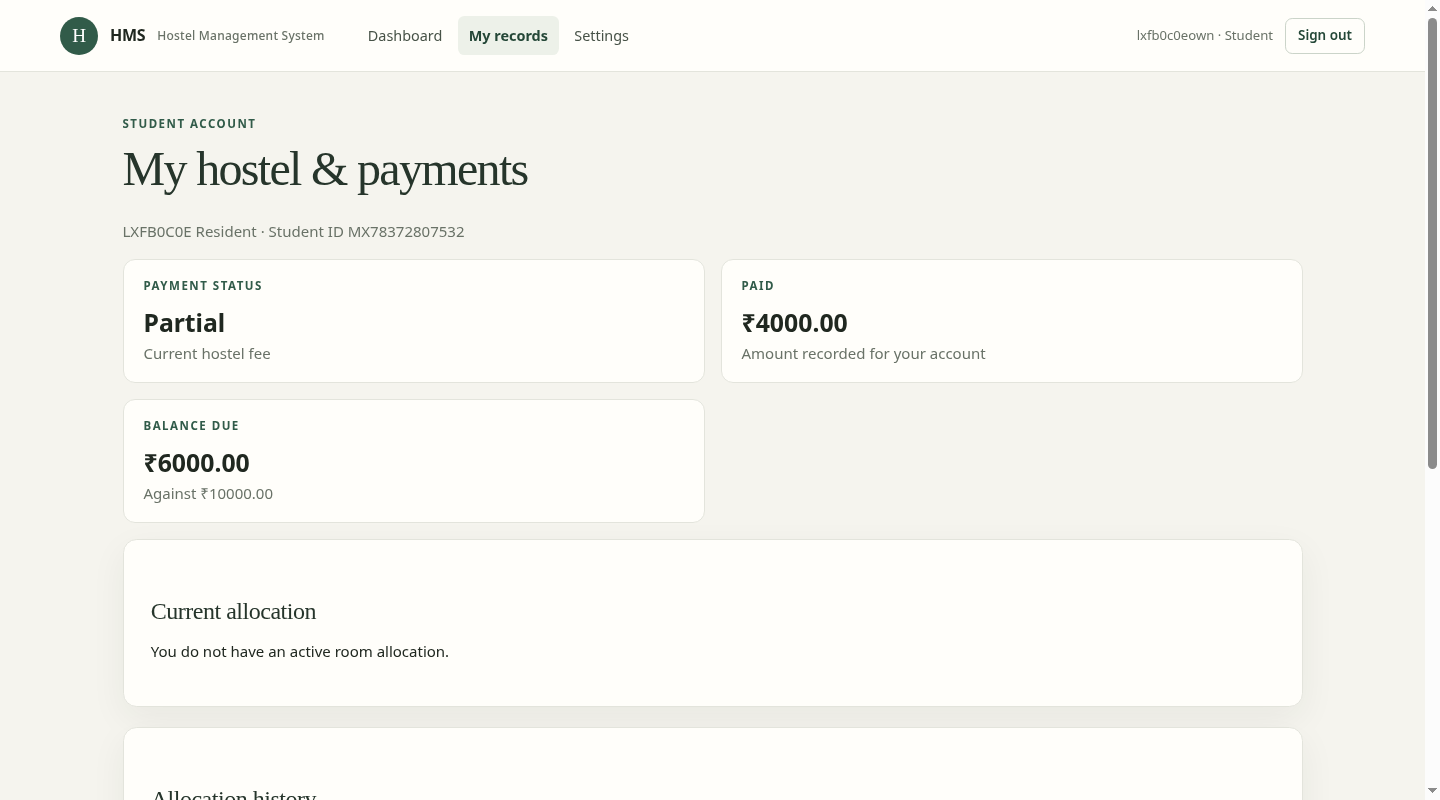 H HMS Hostel Management System Dashboard My records Settings lxfb0c0eown · Student Sign out
STUDENT ACCOUNT
My hostel & payments
LXFB0C0E Resident · Student ID MX78372807532
PAYMENT STATUS
Partial
Current hostel fee
PAID
₹4000.00
Amount recorded for your account
BALANCE DUE
₹6000.00
Against ₹10000.00
Current allocation
You do not have an active room allocation.
Allocation history